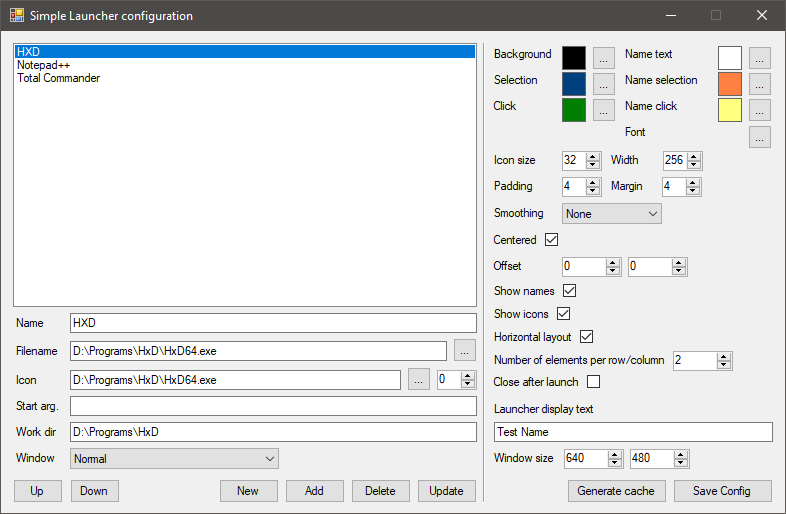 Simple Launcher configuration
HXD
Notepad++
Total Commander
Name HXD
Filename D:\Programs\HxD\HxD64.exe ...
Icon D:\Programs\HxD\HxD64.exe ... 0
Start arg.
Work dir D:\Programs\HxD
Window Normal
Up Down New Add Delete Update
Background ... Name text ...
Selection ... Name selection ...
Click ... Name click ...
Font ...
Icon size 32 Width 256
Padding 4 Margin 4
Smoothing None
Centered
Offset 0 0
Show names
Show icons
Horizontal layout
Number of elements per row/column 2
Close after launch
Launcher display text
Test Name
Window size 640 480
Generate cache Save Config